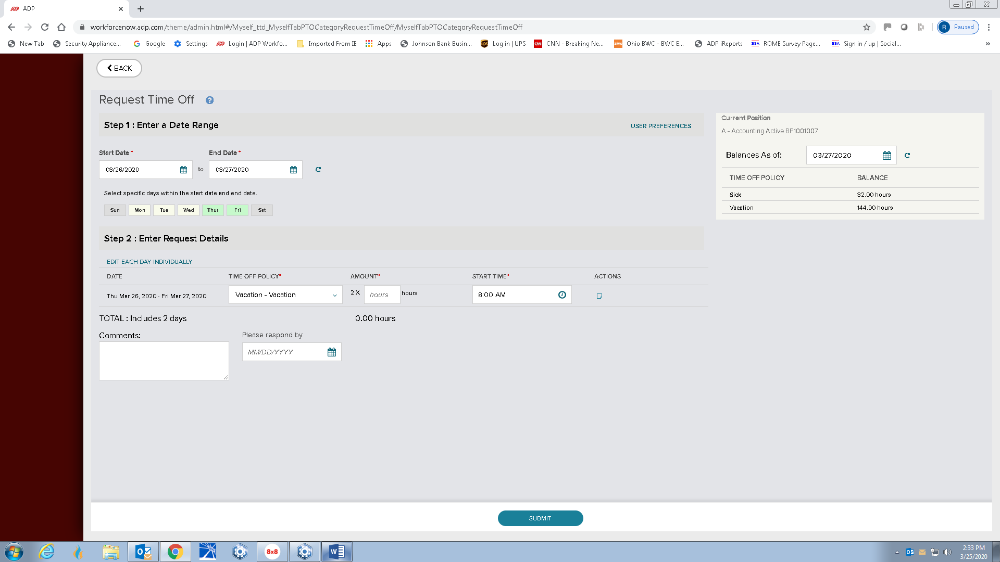 ADP
workforcenow.adp.com/theme/admin.html#/Myself_ttd_MyselfTabPTOCategoryRequestTimeOff/MyselfTabPTOCategoryRequestTimeOff
R Paused
New Tab Security Appliance... Google Settings Login | ADP Workfo... Imported From IE Apps Johnson Bank Busin... Log in | UPS CNN - Breaking Ne... Ohio BWC - BWC E... ADP iReports ROME Survey Page... Sign in / up | Social... »
BACK
Request Time Off ?
Step 1 : Enter a Date Range
USER PREFERENCES
Start Date * End Date *
03/26/2020 to 03/27/2020
Select specific days within the start date and end date.
Sun Mon Tue Wed Thur Fri Sat
Current Position
A - Accounting Active BP1001007
Balances As of: 03/27/2020
TIME OFF POLICY BALANCE
Sick 32.00 hours
Vacation 144.00 hours
Step 2 : Enter Request Details
EDIT EACH DAY INDIVIDUALLY
DATE TIME OFF POLICY* AMOUNT* START TIME* ACTIONS
Thu Mar 26, 2020 - Fri Mar 27, 2020 Vacation - Vacation 2 X hours hours 8:00 AM
TOTAL : Includes 2 days 0.00 hours
Comments: Please respond by
MM/DD/YYYY
SUBMIT
8x8
2:33 PM
3/25/2020